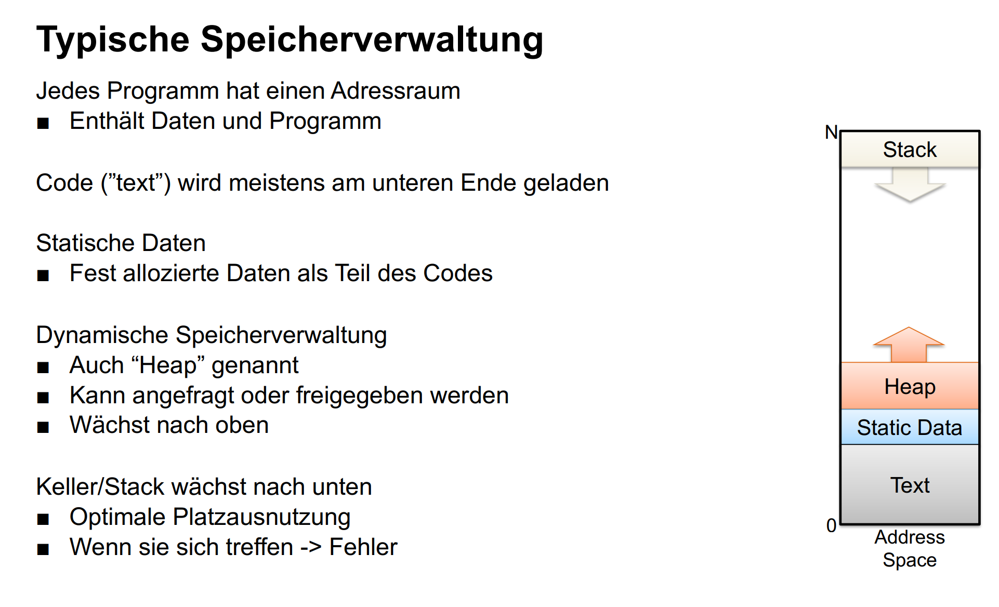 Typische Speicherverwaltung
Jedes Programm hat einen Adressraum
■ Enthält Daten und Programm
Code (”text”) wird meistens am unteren Ende geladen
Statische Daten
■ Fest allozierte Daten als Teil des Codes
Dynamische Speicherverwaltung
■ Auch “Heap” genannt
■ Kann angefragt oder freigegeben werden
■ Wächst nach oben
Keller/Stack wächst nach unten
■ Optimale Platzausnutzung
■ Wenn sie sich treffen -> Fehler
N
Stack
Heap
Static Data
Text
0
Address
Space